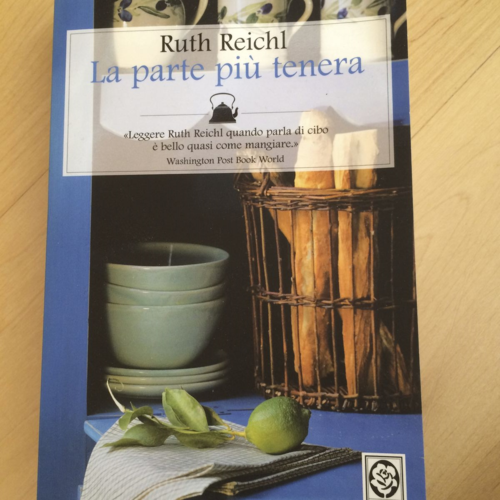 Ruth Reichl
La parte più tenera
«Leggere Ruth Reichl quando parla di cibo
è bello quasi come mangiare.»
Washington Post Book World